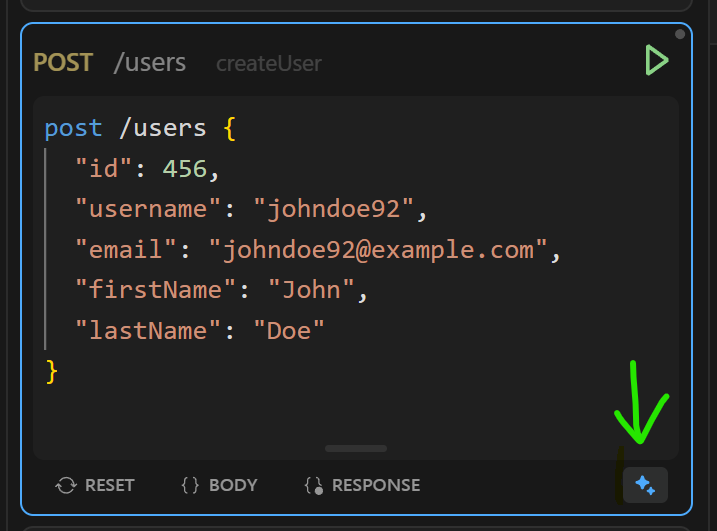 POST /users createUser
post /users {
"id": 456,
"username": "johndoe92",
"email": "johndoe92@example.com",
"firstName": "John",
"lastName": "Doe"
}
RESET {} BODY {} RESPONSE